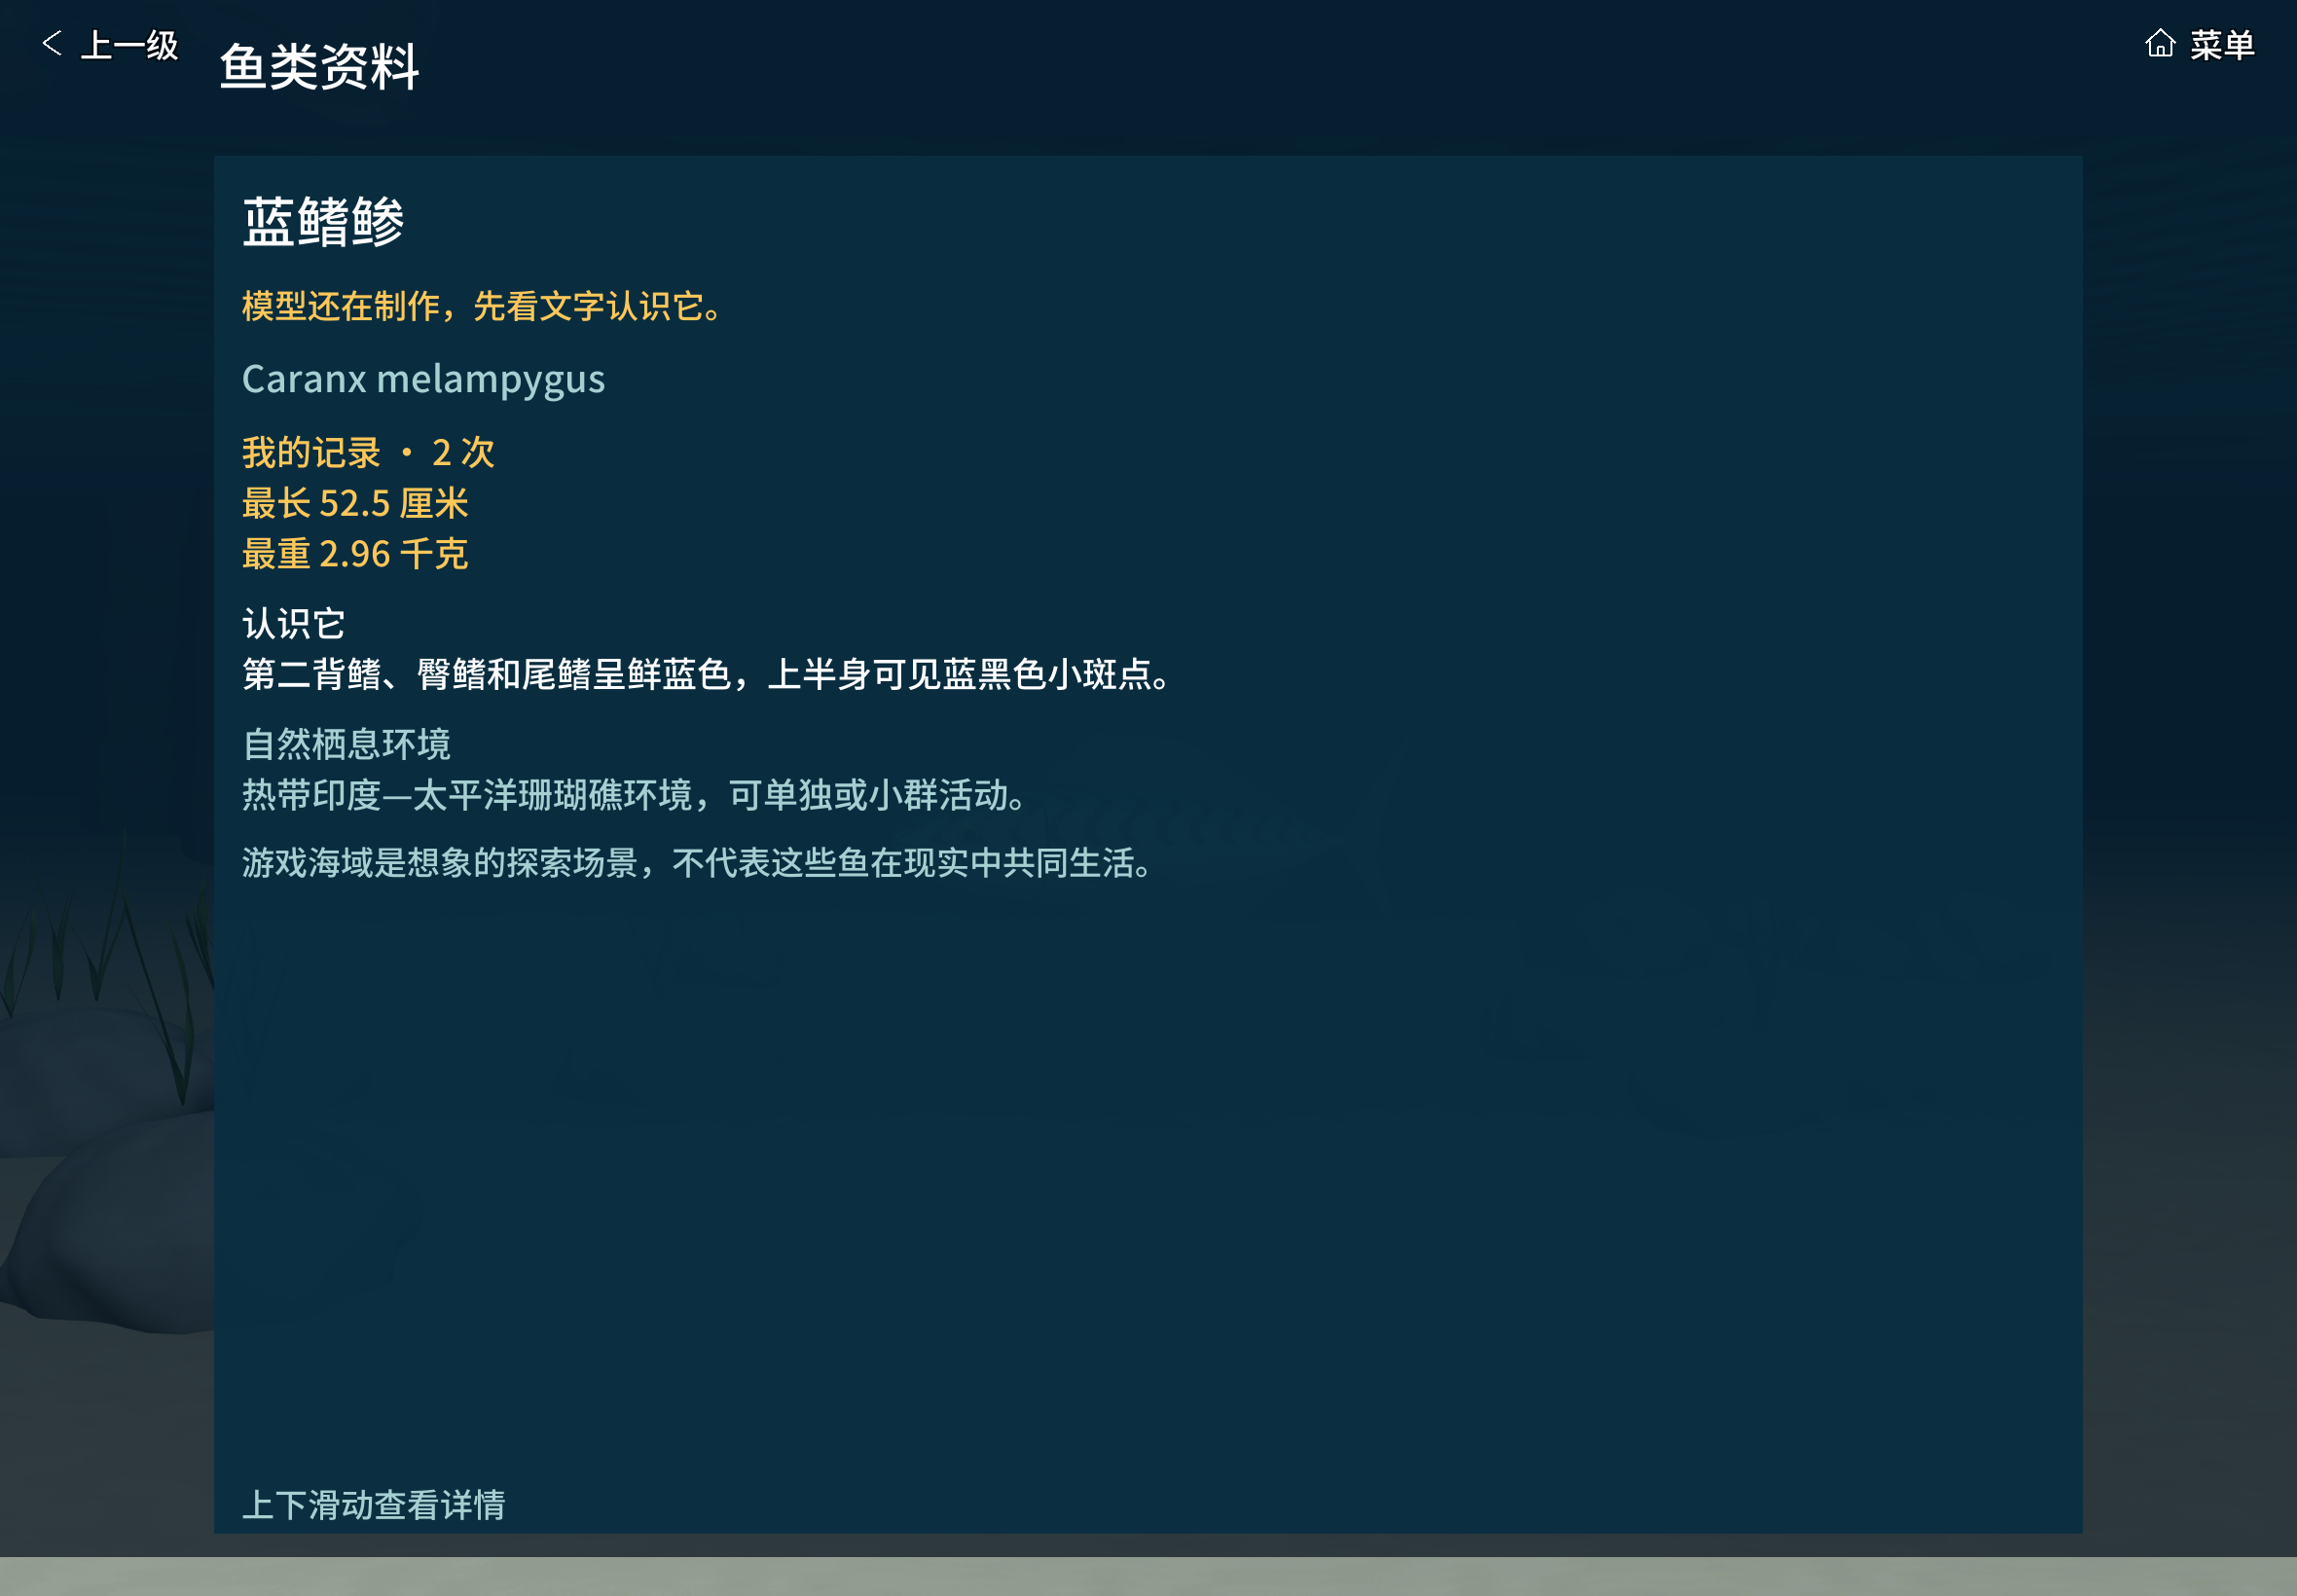 上一级
鱼类资料
菜单
蓝鳍鲹
模型还在制作，先看文字认识它。
Caranx melampygus
我的记录 · 2 次
最长 52.5 厘米
最重 2.96 千克
认识它
第二背鳍、臀鳍和尾鳍呈鲜蓝色，上半身可见蓝黑色小斑点。
自然栖息环境
热带印度—太平洋珊瑚礁环境，可单独或小群活动。
游戏海域是想象的探索场景，不代表这些鱼在现实中共同生活。
上下滑动查看详情